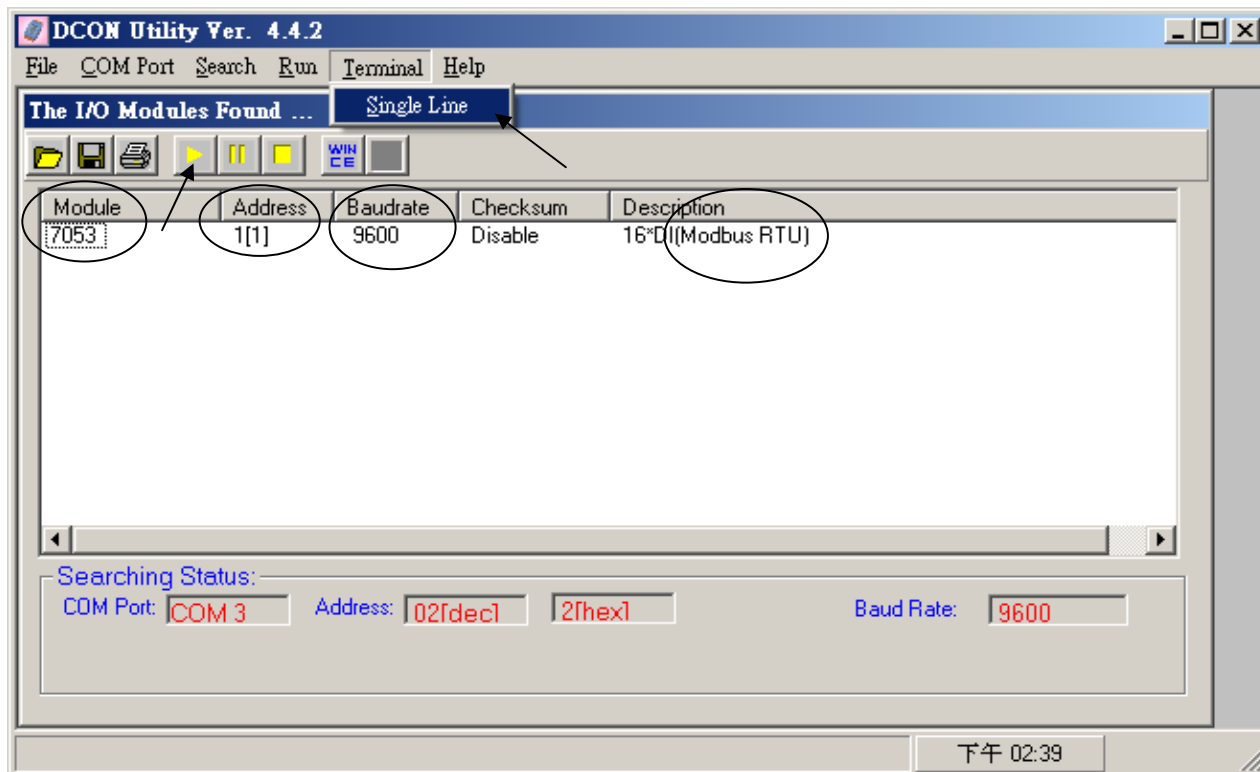 DCON Utility Ver. 4.4.2
File COM Port Search Run Terminal Help
Single Line
The I/O Modules Found ...
WIN CE
Module Address Baudrate Checksum Description
7053 1[1] 9600 Disable 16*DI(Modbus RTU)
Searching Status:
COM Port: COM 3 Address: 02[dec] 2[hex] Baud Rate: 9600
下午 02:39